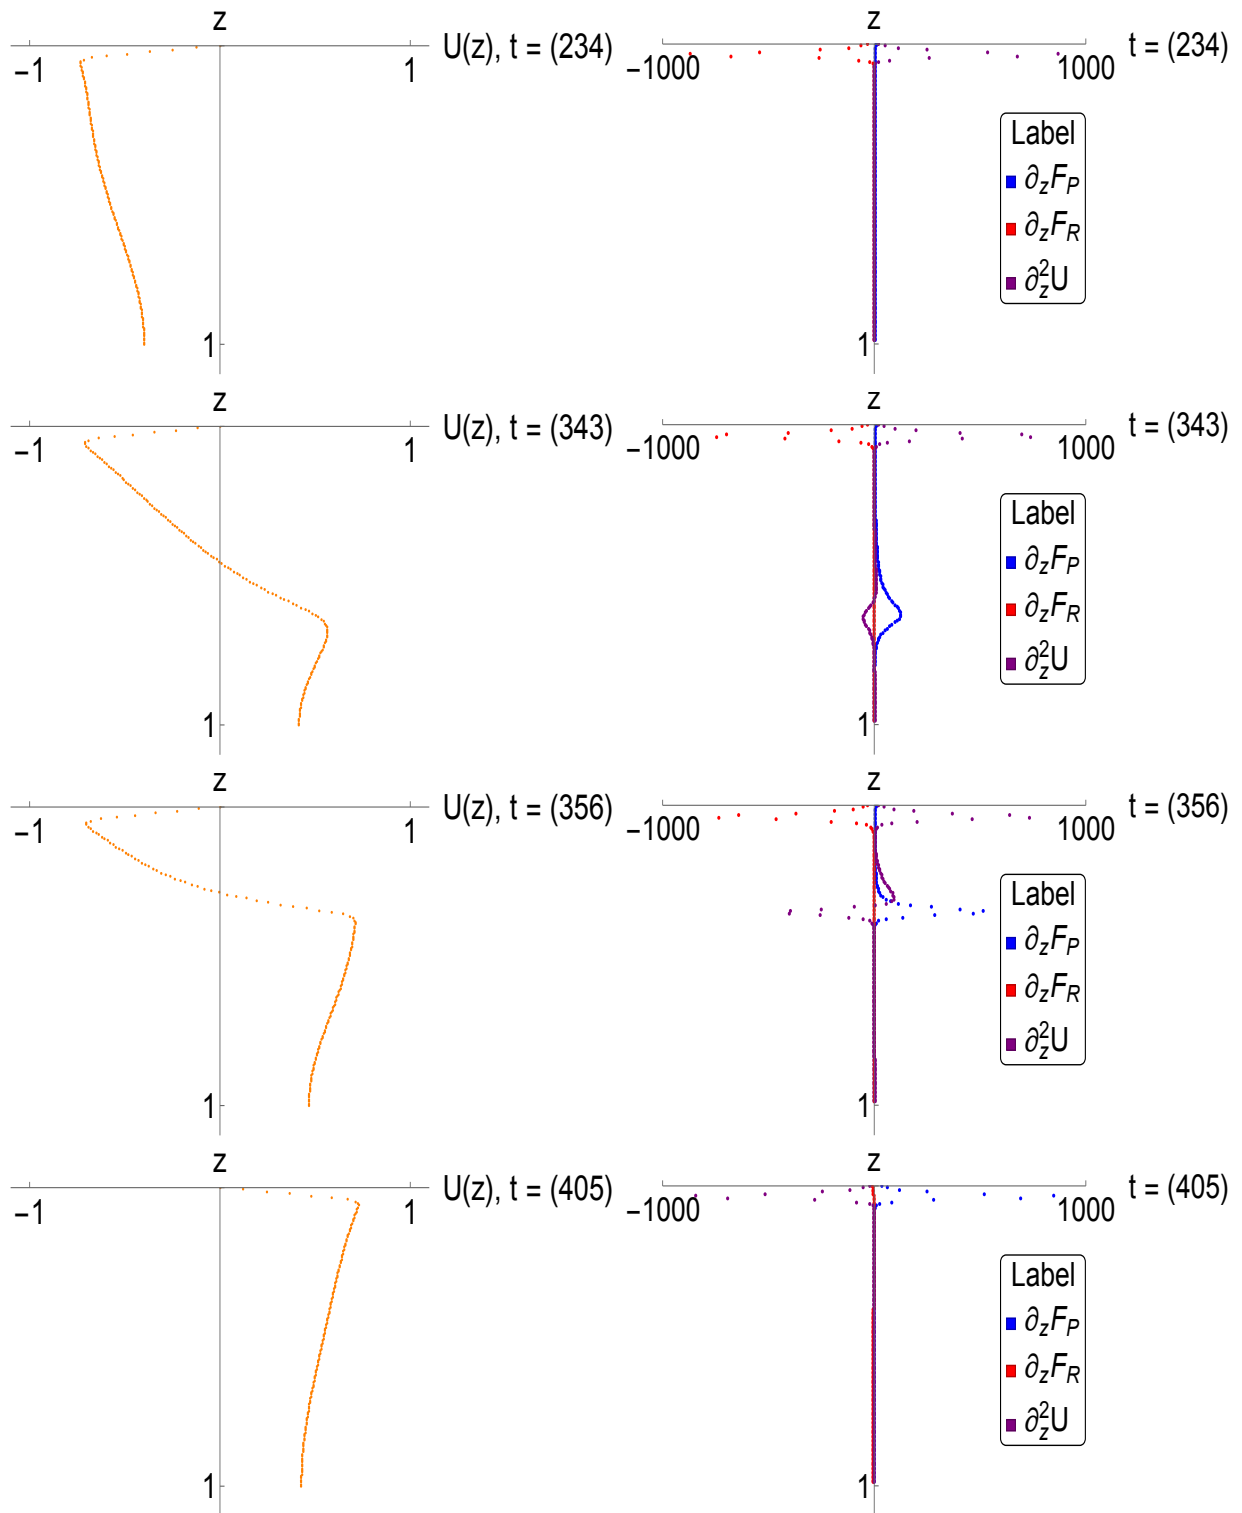 z
z
−1
1
U(z), t = (234)
−1000
1000
t = (234)
Label
∂zFP
∂zFR
∂z²U
1
1
z
z
−1
1
U(z), t = (343)
−1000
1000
t = (343)
Label
∂zFP
∂zFR
∂z²U
1
1
z
z
−1
1
U(z), t = (356)
−1000
1000
t = (356)
Label
∂zFP
∂zFR
∂z²U
1
1
z
z
−1
1
U(z), t = (405)
−1000
1000
t = (405)
Label
∂zFP
∂zFR
∂z²U
1
1